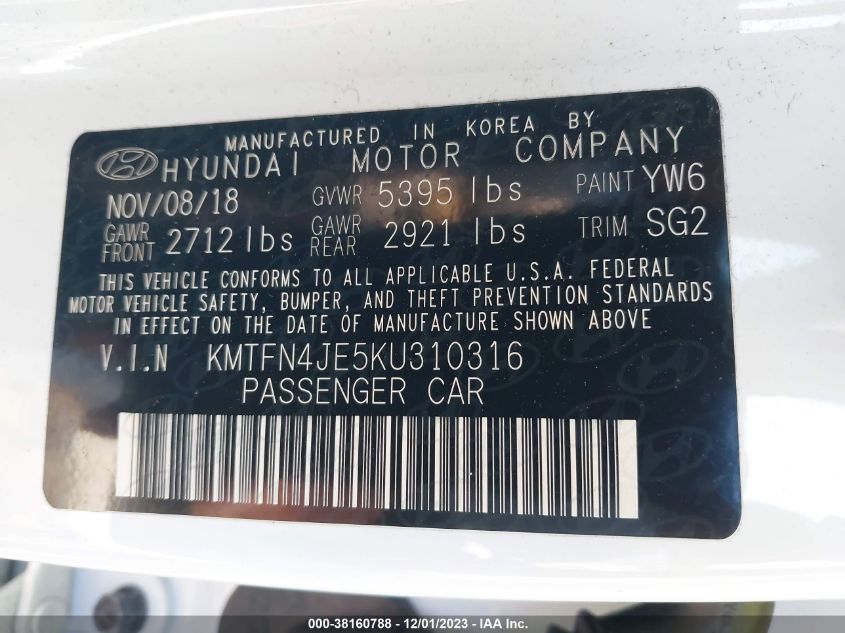 MANUFACTURED IN KOREA BY
HYUNDAI MOTOR COMPANY
NOV/08/18 GVWR 5395 lbs PAINT YW6
GAWR FRONT 2712 lbs GAWR REAR 2921 lbs TRIM SG2
THIS VEHICLE CONFORMS TO ALL APPLICABLE U.S.A. FEDERAL
MOTOR VEHICLE SAFETY, BUMPER, AND THEFT PREVENTION STANDARDS
IN EFFECT ON THE DATE OF MANUFACTURE SHOWN ABOVE
V.I.N KMTFN4JE5KU310316
PASSENGER CAR
000-38160788 - 12/01/2023 - IAA Inc.